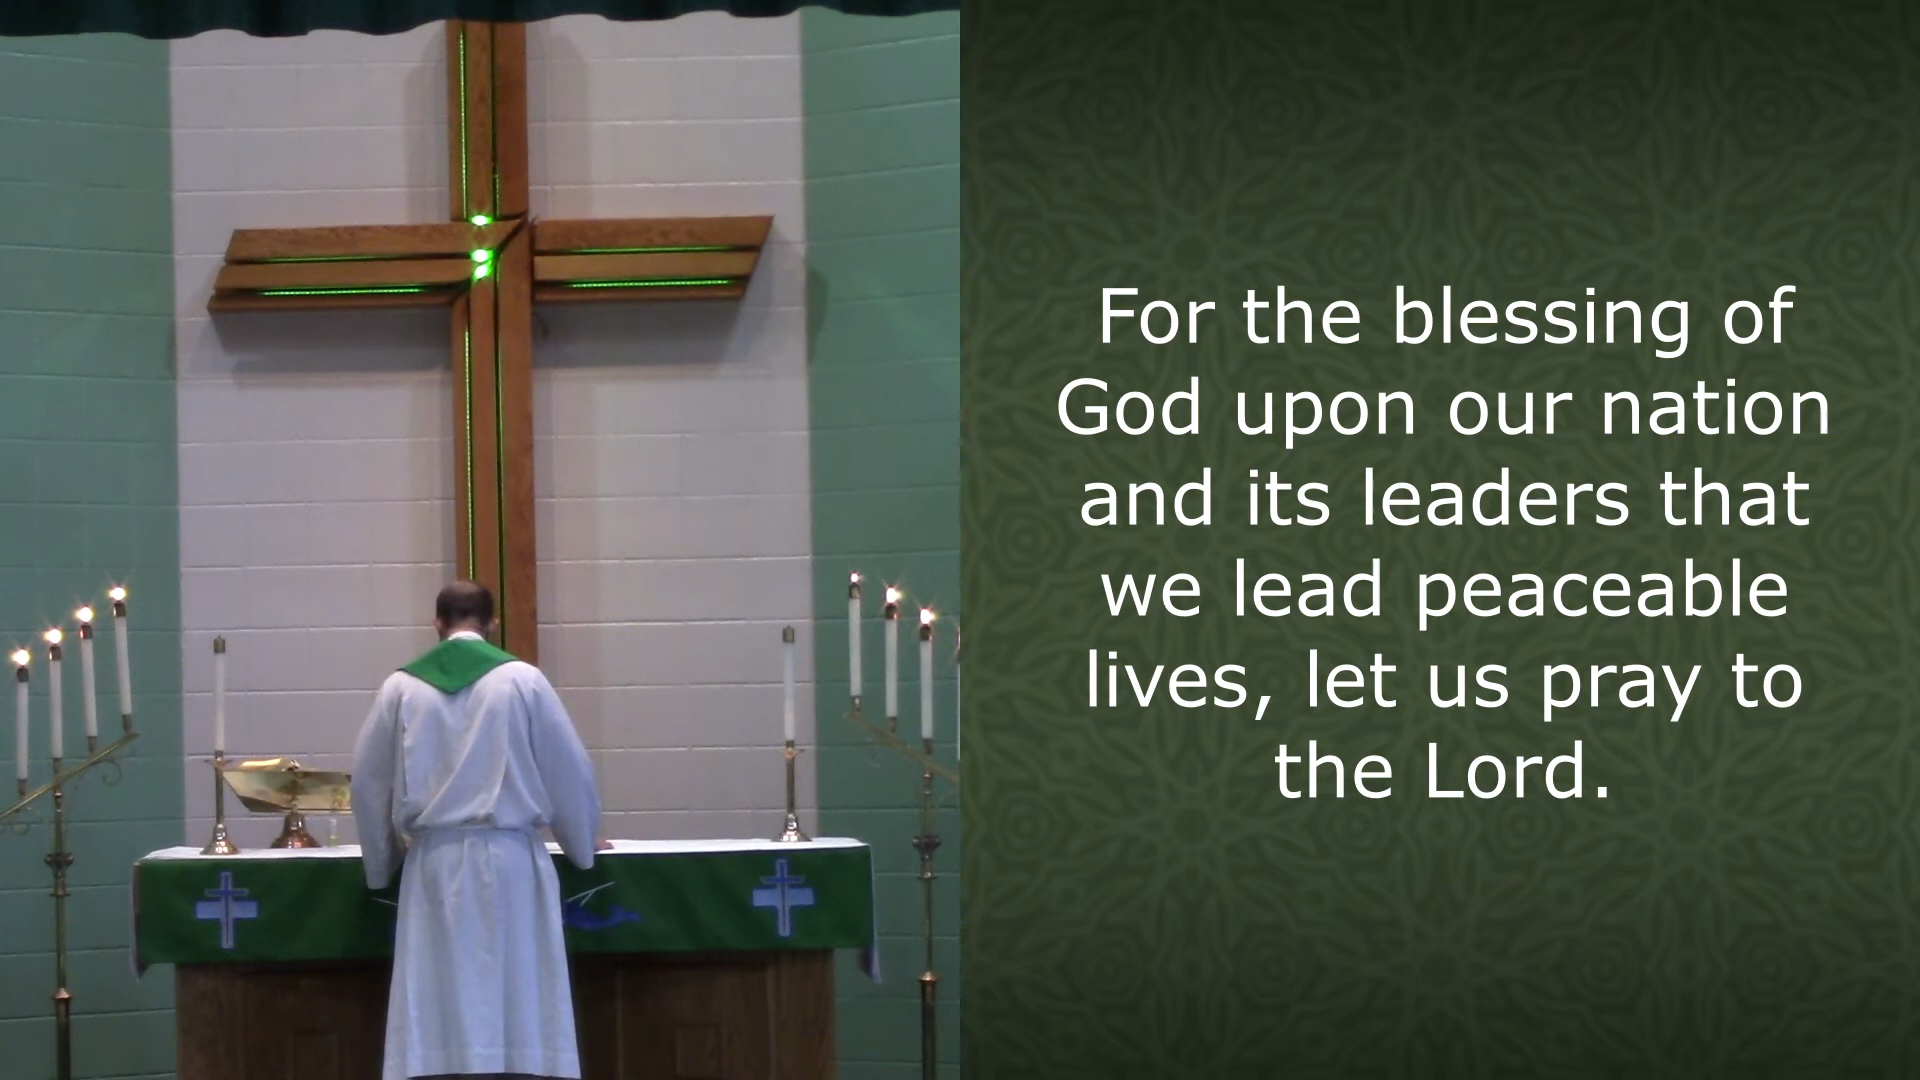 For the blessing of
God upon our nation
and its leaders that
we lead peaceable
lives, let us pray to
the Lord.